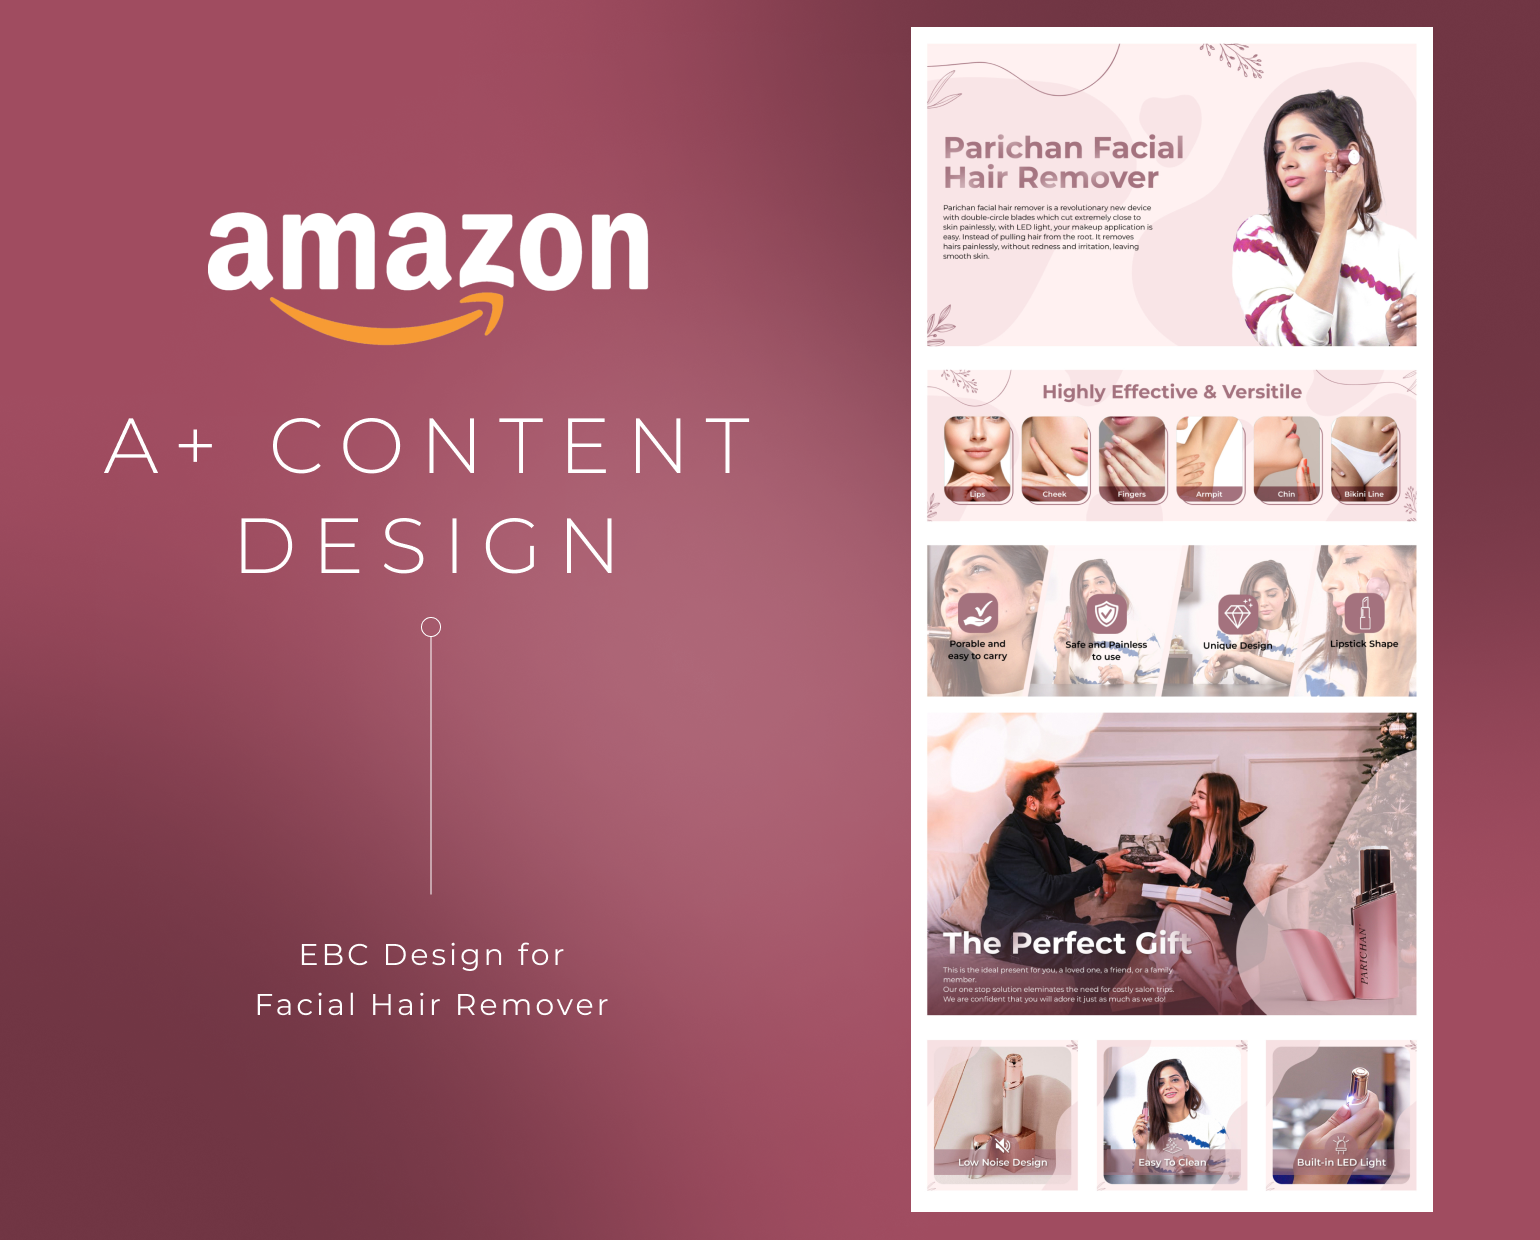 amazon
A+ CONTENT
DESIGN
EBC Design for
Facial Hair Remover
Parichan Facial
Hair Remover
Parichan facial hair remover is a revolutionary new device
with double-circle blades which cut extremely close to
skin painlessly, with LED light, your makeup application is
easy. Instead of pulling hair from the root. It removes
hairs painlessly, without redness and irritation, leaving
smooth skin.
Highly Effective & Versitile
Lips
Cheek
Fingers
Armpit
Chin
Bikini Line
Porable and
easy to carry
Safe and Painless
to use
Unique Design
Lipstick Shape
The Perfect Gift
This is the ideal present for you, a loved one, a friend, or a family
member.
Our one stop solution eleminates the need for costly salon trips.
We are confident that you will adore it just as much as we do!
PARICHAN
Low Noise Design
Easy To Clean
Built-in LED Light